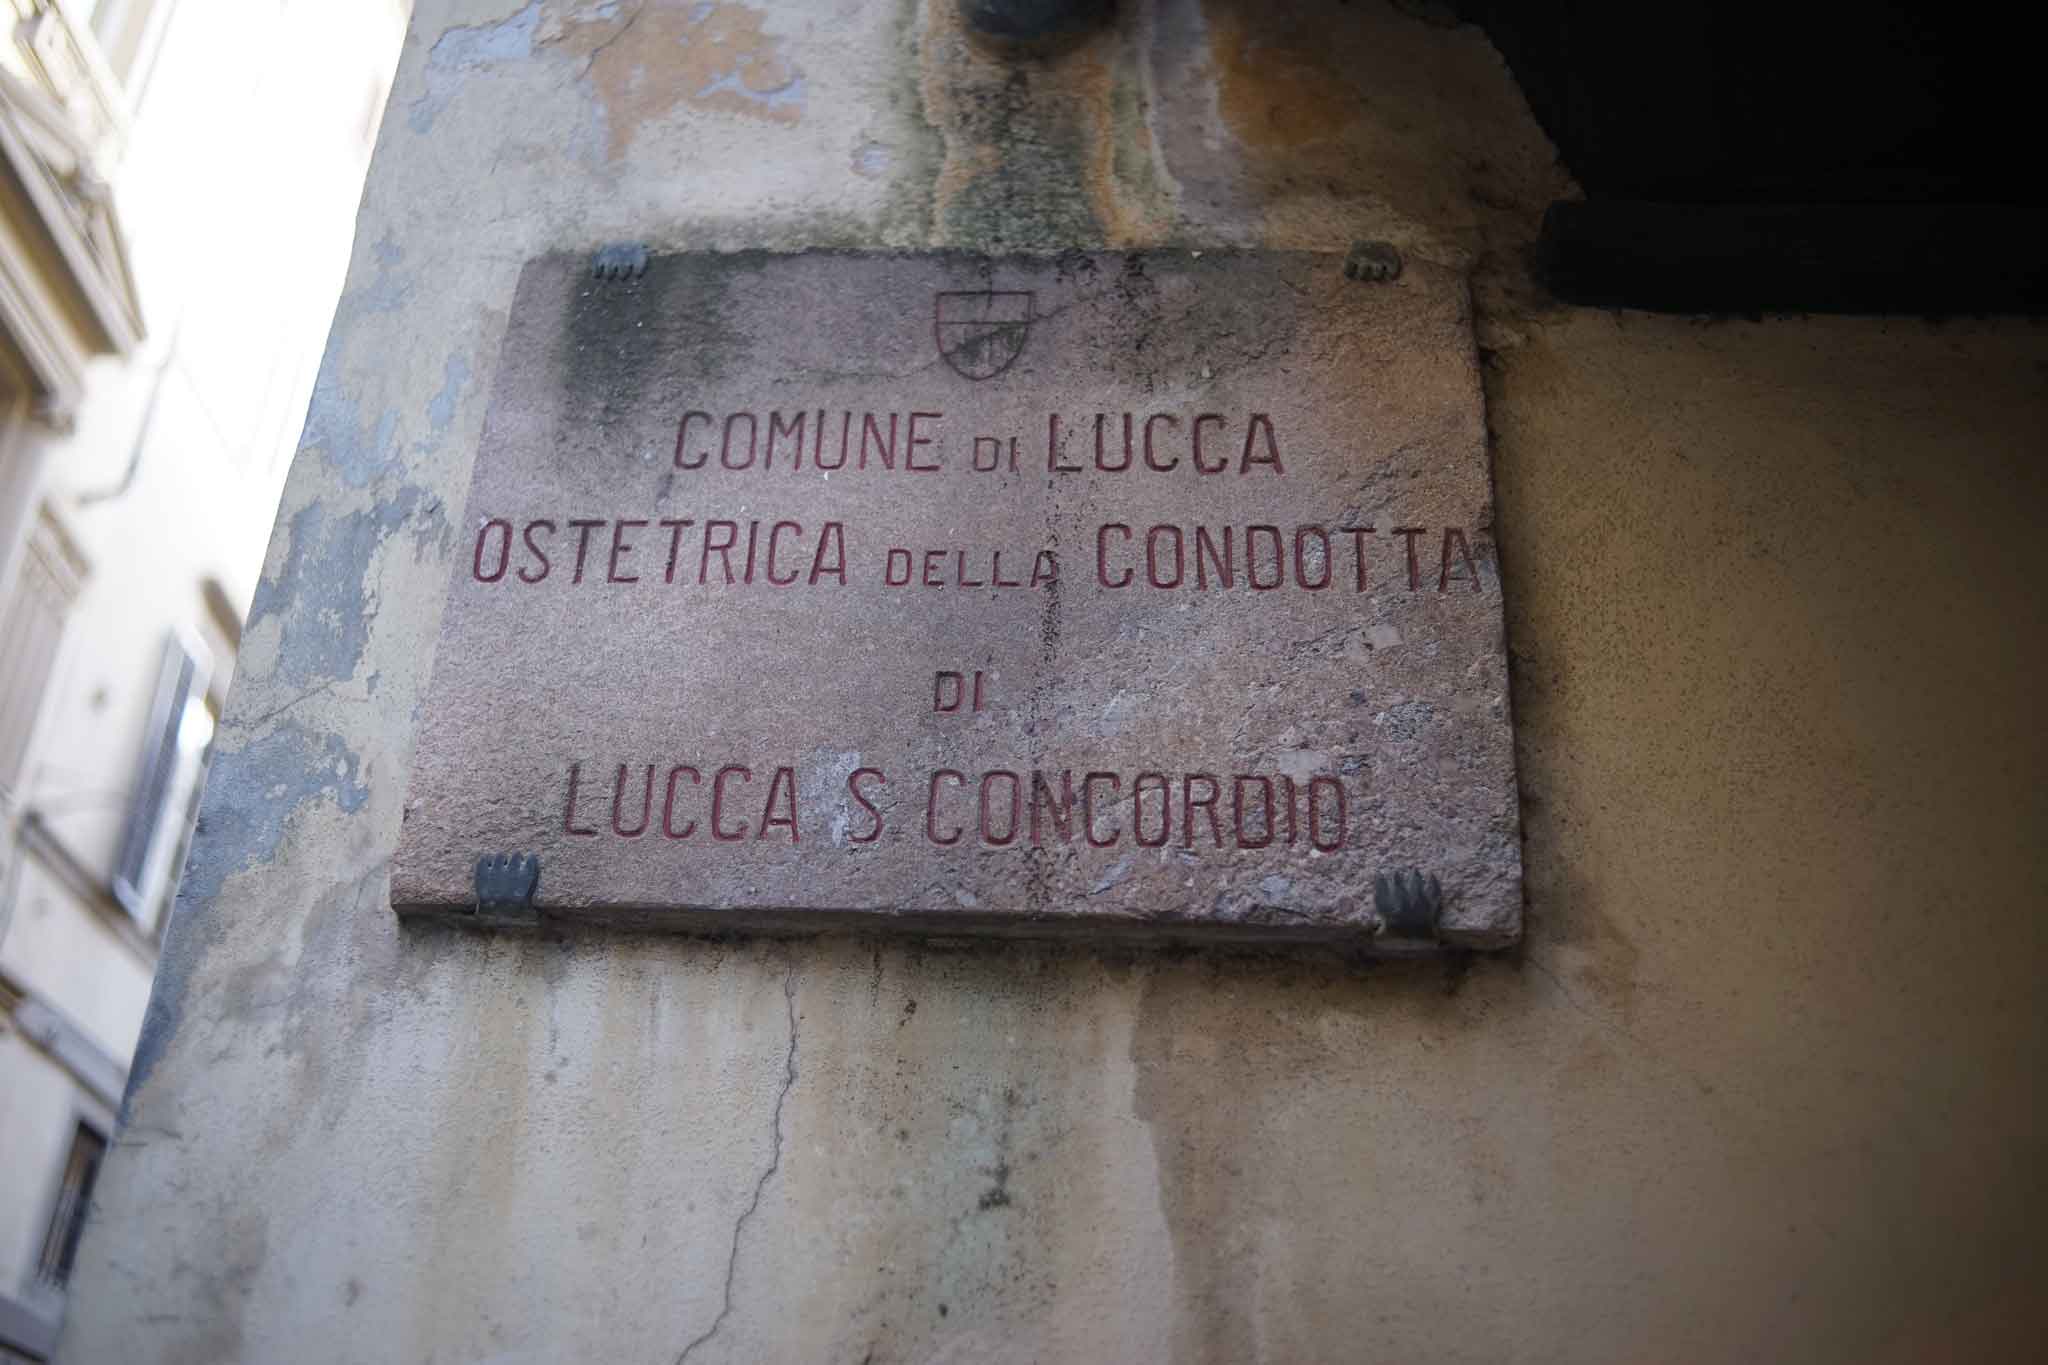 COMUNE DI LUCCA
OSTETRICA DELLA CONDOTTA
DI
LUCCA S CONCORDIO